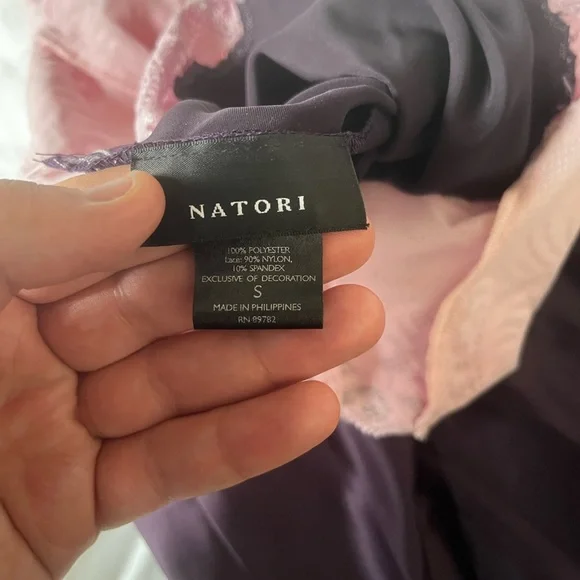 NATORI
100% POLYESTER
Lace: 90% NYLON,
10% SPANDEX
EXCLUSIVE OF DECORATION
S
MADE IN PHILIPPINES
RN 89782